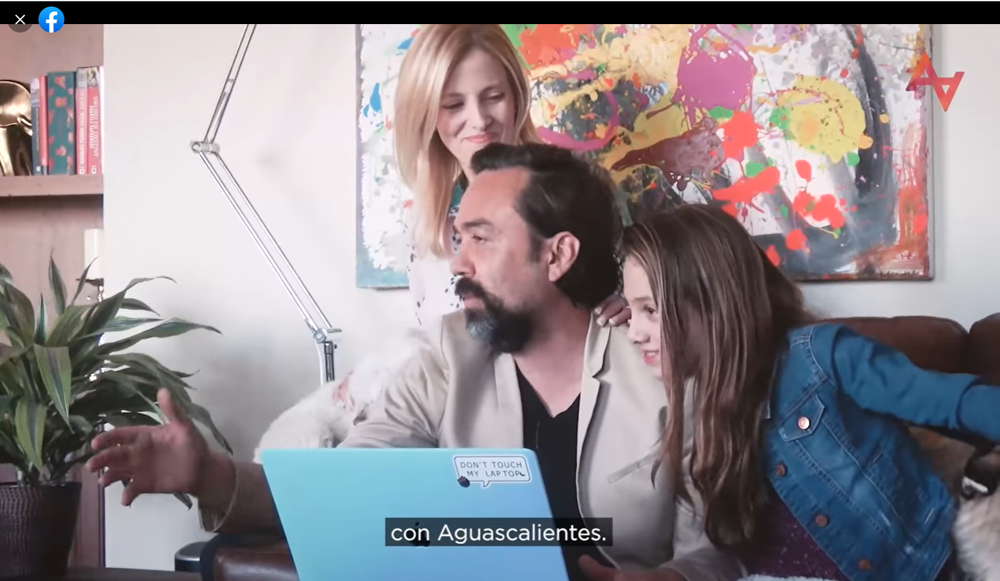 DON'T TOUCH
MY LAPTOP
con Aguascalientes.